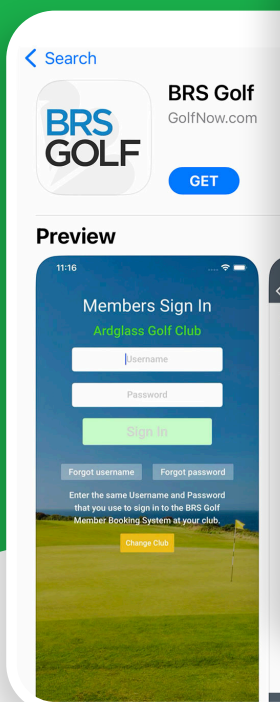 Search
BRS
GOLF
BRS Golf
GolfNow.com
GET
Preview
11:16
Members Sign In
Ardglass Golf Club
Username
Password
Sign In
Forgot username
Forgot password
Enter the same Username and Password
that you use to sign in to the BRS Golf
Member Booking System at your club.
Change Club